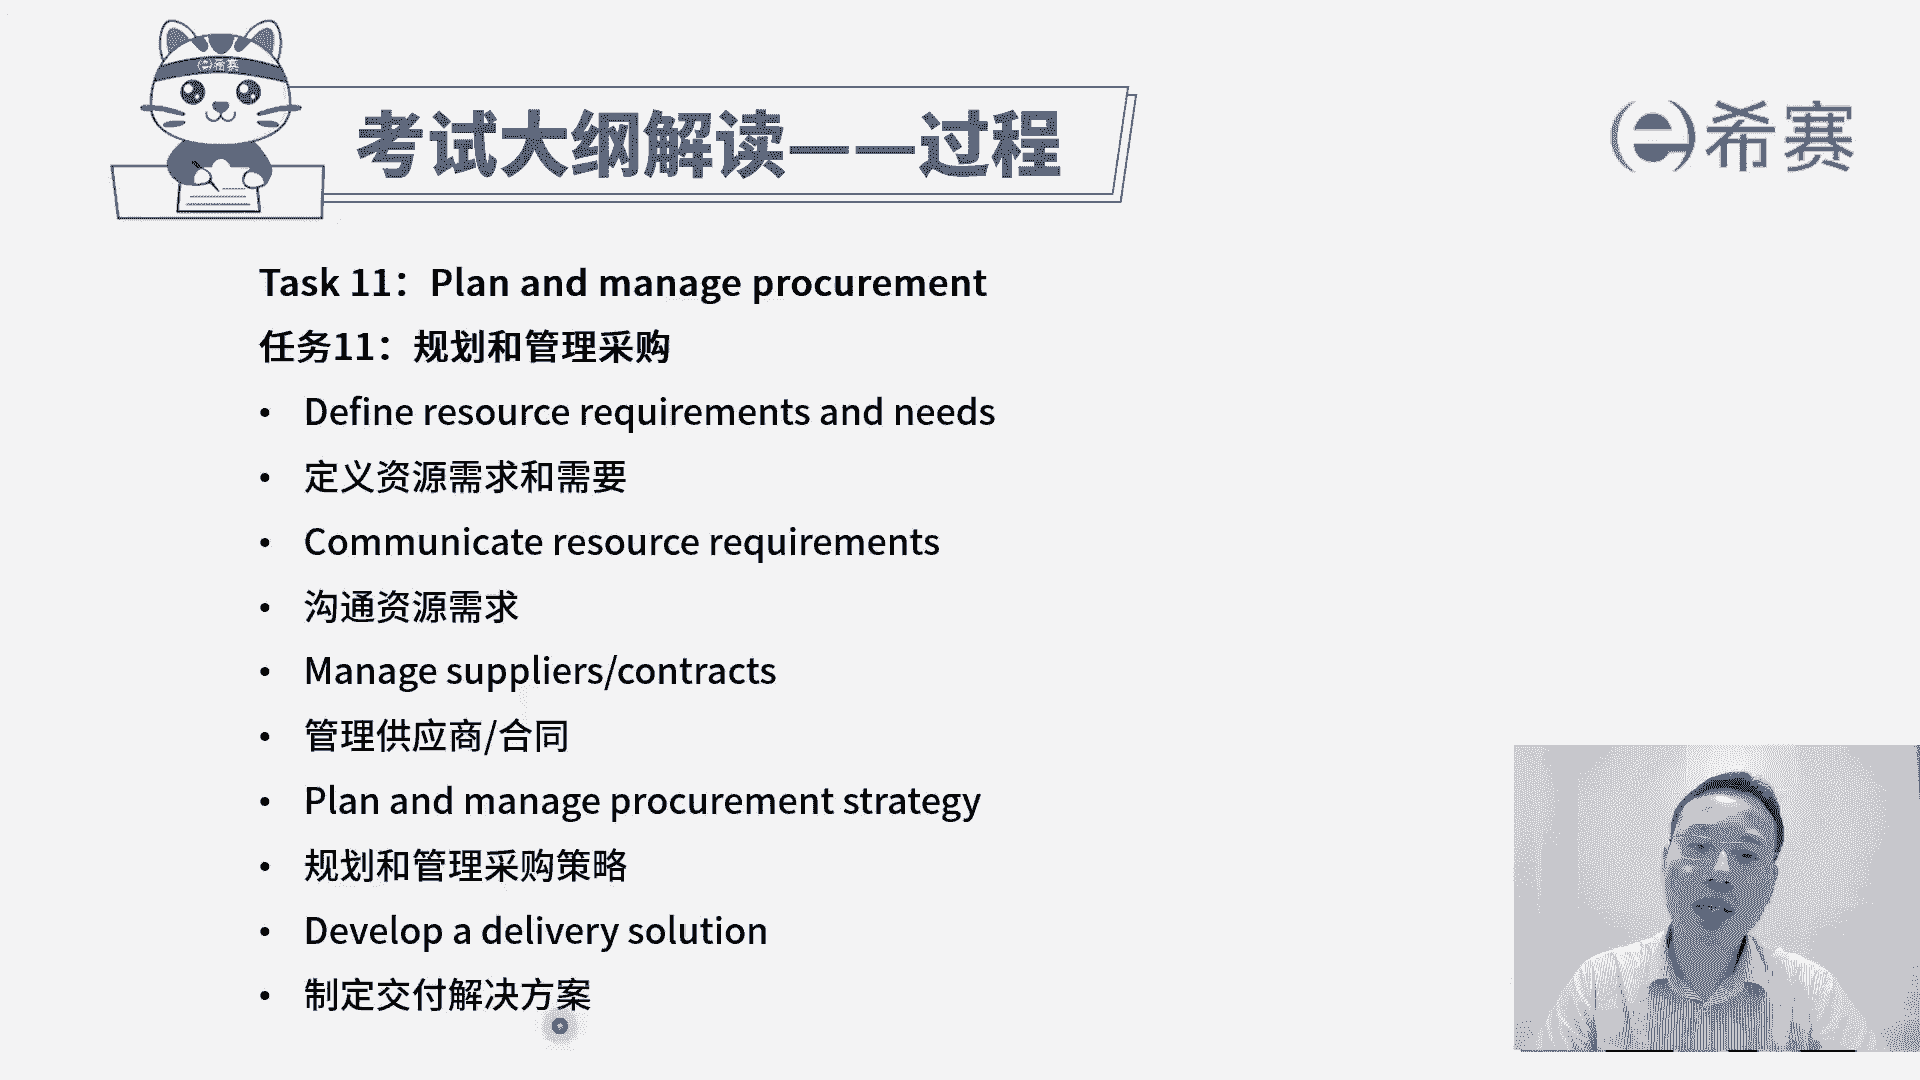 希赛
考试大纲解读——过程
希赛
Task 11：Plan and manage procurement
任务11：规划和管理采购
• Define resource requirements and needs
• 定义资源需求和需要
• Communicate resource requirements
• 沟通资源需求
• Manage suppliers/contracts
• 管理供应商/合同
• Plan and manage procurement strategy
• 规划和管理采购策略
• Develop a delivery solution
• 制定交付解决方案